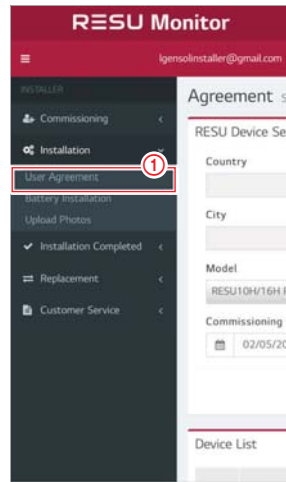 RESU Monitor
lgensolinstaller@gmail.com
INSTALLER
Agreement
Commissioning
RESU Device Se
Installation
Country
1
User Agreement
Battery Installation
City
Upload Photos
Installation Completed
Model
Replacement
RESU10H/16H
Customer Service
Commissioning
02/05/20
Device List